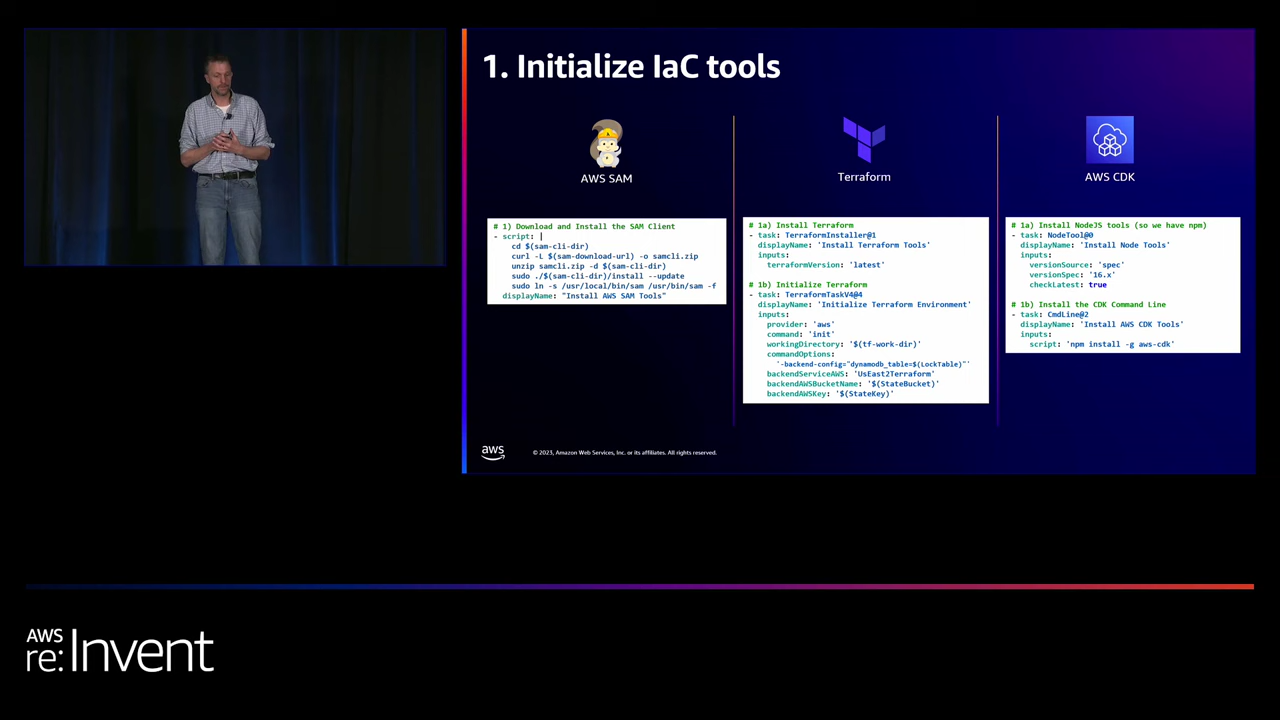 1. Initialize IaC tools
AWS SAM
# 1) Download and Install the SAM Client
- script: |
cd $(sam-cli-dir)
curl -L $(sam-download-url) -o samcli.zip
unzip samcli.zip -d $(sam-cli-dir)
sudo ./$(sam-cli-dir)/install --update
sudo ln -s /usr/local/bin/sam /usr/bin/sam -f
displayName: "Install AWS SAM Tools"
Terraform
# 1a) Install Terraform
- task: TerraformInstaller@1
displayName: 'Install Terraform Tools'
inputs:
terraformVersion: 'latest'
# 1b) Initialize Terraform
- task: TerraformTaskV4@4
displayName: 'Initialize Terraform Environment'
inputs:
provider: 'aws'
command: 'init'
workingDirectory: '$(tf-work-dir)'
commandOptions:
'-backend-config="dynamodb_table=$(LockTable)"'
backendServiceAWS: 'UsEast2Terraform'
backendAWSBucketName: '$(StateBucket)'
backendAWSKey: '$(StateKey)'
AWS CDK
# 1a) Install NodeJS tools (so we have npm)
- task: NodeTool@0
displayName: 'Install Node Tools'
inputs:
versionSource: 'spec'
versionSpec: '16.x'
checkLatest: true
# 1b) Install the CDK Command Line
- task: CmdLine@2
displayName: 'Install AWS CDK Tools'
inputs:
script: 'npm install -g aws-cdk'
aws
© 2023, Amazon Web Services, Inc. or its affiliates. All rights reserved.
AWS
re:Invent